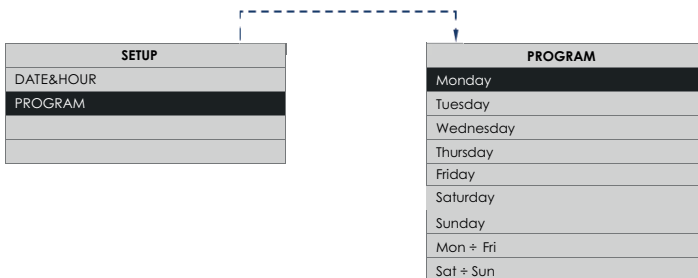 SETUP
DATE&HOUR
PROGRAM
PROGRAM
Monday
Tuesday
Wednesday
Thursday
Friday
Saturday
Sunday
Mon ÷ Fri
Sat ÷ Sun